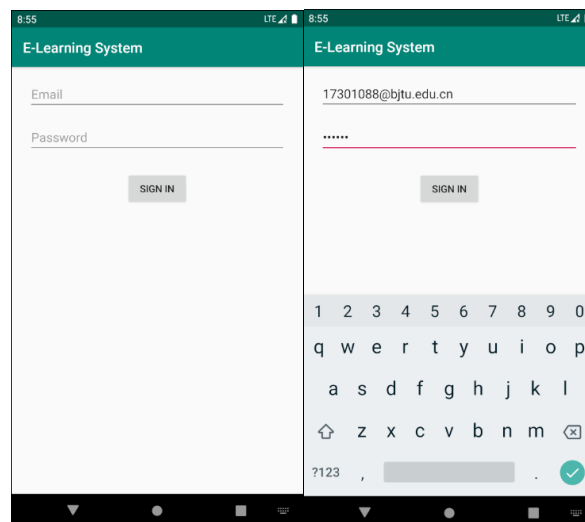 8:55 LTE
E-Learning System
Email
Password
SIGN IN
8:55 LTE
E-Learning System
17301088@bjtu.edu.cn
••••••
SIGN IN
1 2 3 4 5 6 7 8 9 0
q w e r t y u i o p
a s d f g h j k l
z x c v b n m
?123 , .